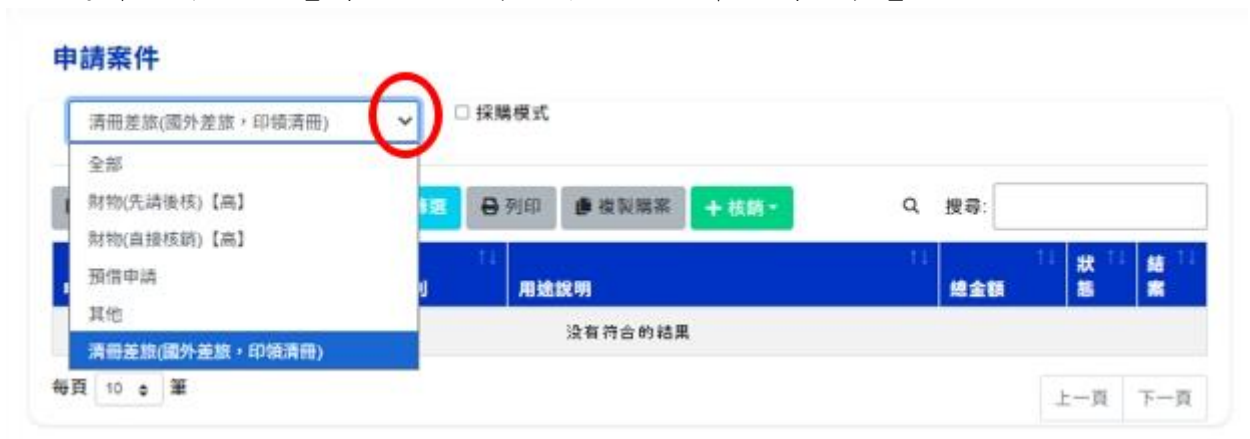 申請案件
清冊差旅(國外差旅，印領清冊)
採購模式
全部
財物(先請後核)【高】
財物(直接核銷)【高】
預借申請
其他
清冊差旅(國外差旅，印領清冊)
列印
複製購案
核銷
搜尋:
用途說明
總金額
狀態
結案
沒有符合的結果
每頁 10 筆
上一頁 下一頁